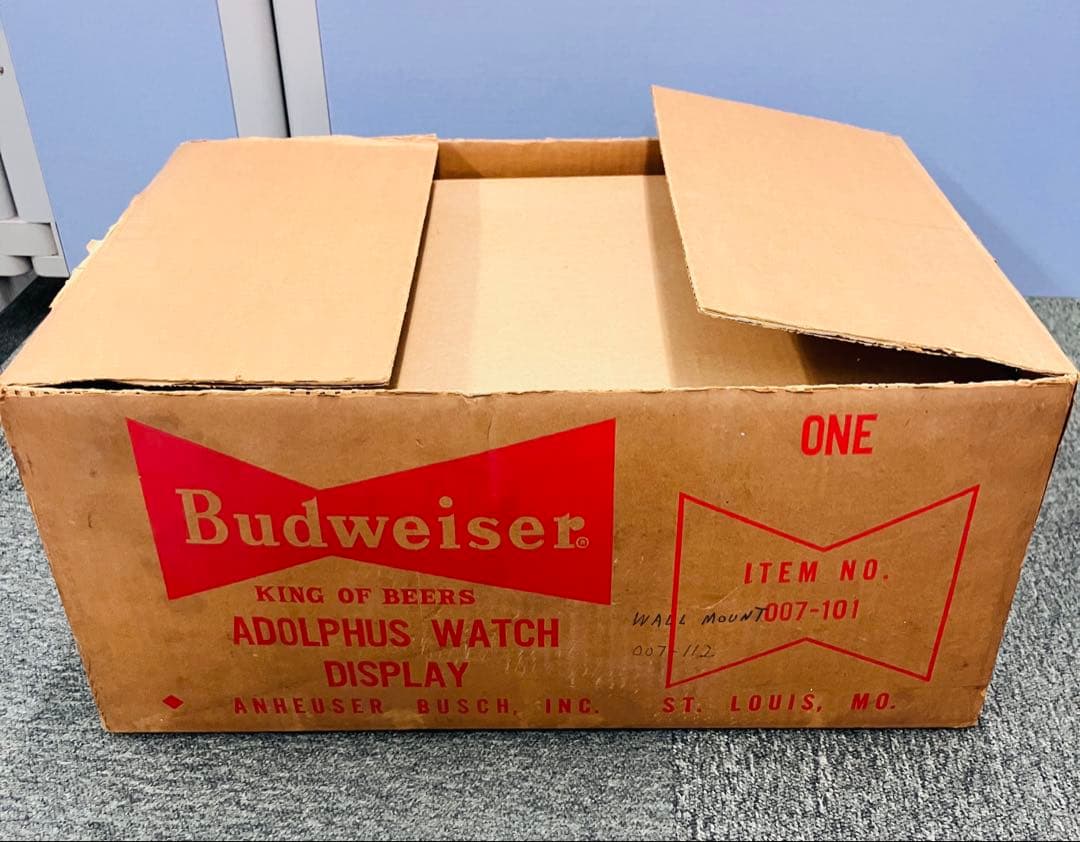 Budweiser®
KING OF BEERS
ADOLPHUS WATCH
DISPLAY
ANHEUSER BUSCH, INC. ST. LOUIS, MO.
ONE
ITEM NO.
007-101
WALL MOUNT
007-112